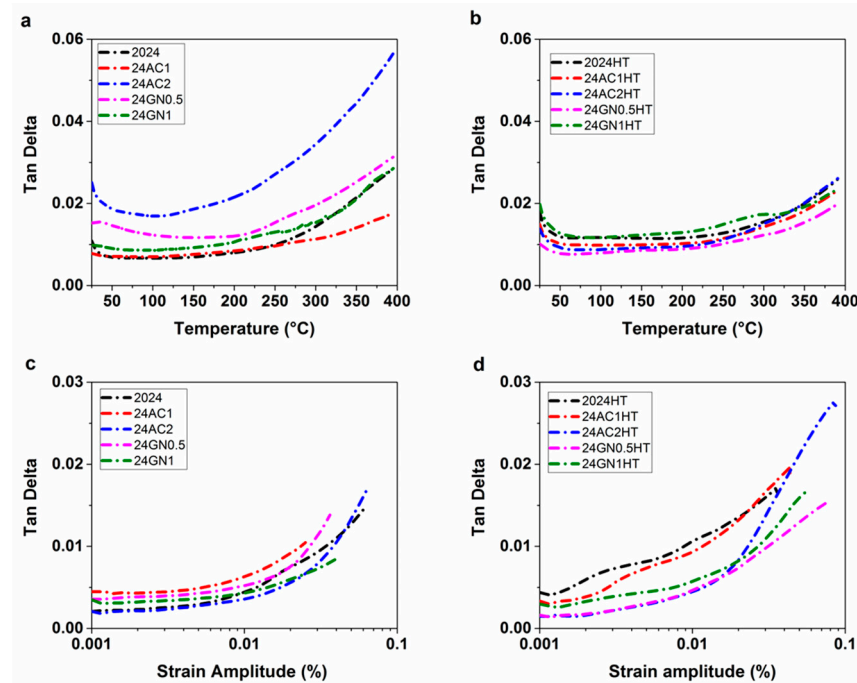 a
0.06
0.04
0.02
0.00
Tan Delta
2024
24AC1
24AC2
24GN0.5
24GN1
50 100 150 200 250 300 350 400
Temperature (°C)
b
0.06
0.04
0.02
0.00
Tan Delta
2024HT
24AC1HT
24AC2HT
24GN0.5HT
24GN1HT
50 100 150 200 250 300 350 400
Temperature (°C)
c
0.03
0.02
0.01
0.00
Tan Delta
2024
24AC1
24AC2
24GN0.5
24GN1
0.001 0.01 0.1
Strain Amplitude (%)
d
0.03
0.02
0.01
0.00
Tan Delta
2024HT
24AC1HT
24AC2HT
24GN0.5HT
24GN1HT
0.001 0.01 0.1
Strain amplitude (%)